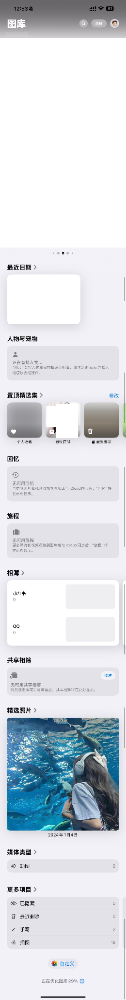 12:53
91
图库
选择
最近日期
人物与宠物
正在查找人物...
“照片”会将人物和宠物整理至相簿。请锁定iPhone并接入
电源以完成操作。
置顶精选集
修改
个人收藏
最近存储
最近删除
回忆
无可用回忆
当更多照片和视频添加到图库或与iCloud同步后，“回忆”将
在此处显示。
旅程
无可用旅程
更多照片和视频添加到图库或与iCloud同步后，“旅程”将
在此处显示。
相簿
小红书
0
QQ
0
共享相簿
创建
无可用共享相簿
添加到图库或订阅邀请后，共享相簿将在此处显示。
精选照片
2024年1月4日
媒体类型
动图 8
更多项目
已隐藏 0
最近删除 0
手写 2
插图 19
自定义
正在优化图库29%